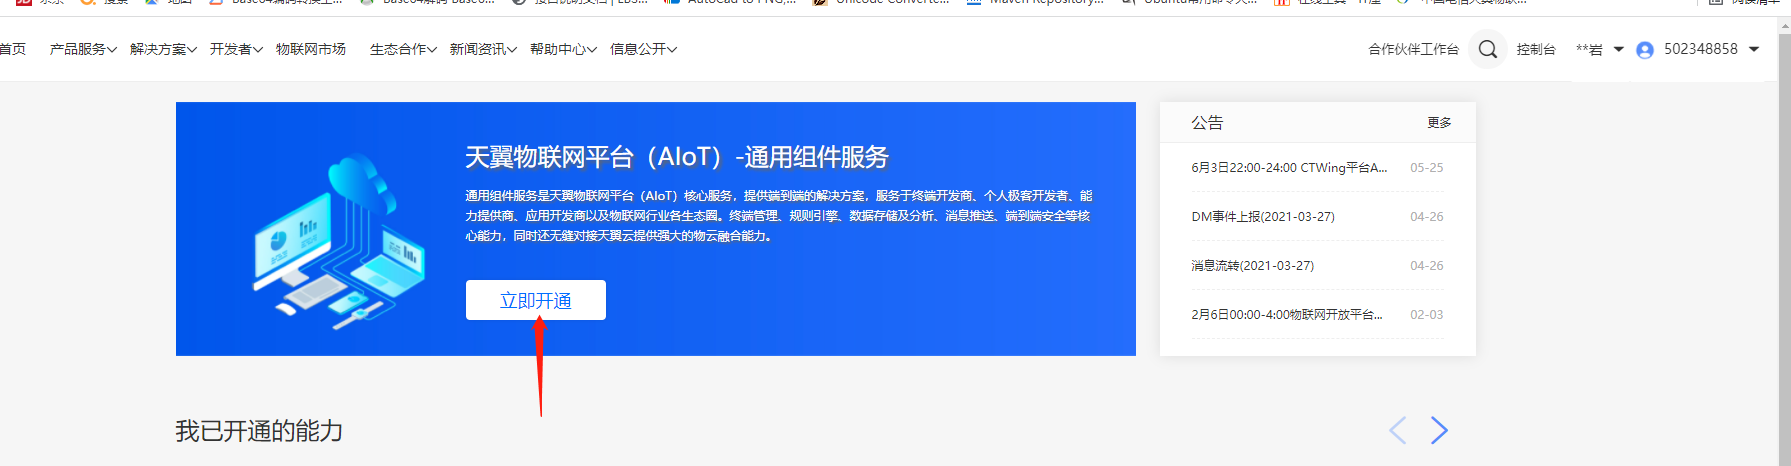 首页 产品服务 解决方案 开发者 物联网市场 生态合作 新闻资讯 帮助中心 信息公开 合作伙伴工作台 控制台 **岩 502348858
天翼物联网平台（AIoT）-通用组件服务
通用组件服务是天翼物联网平台（AIoT）核心服务，提供端到端的解决方案，服务于终端开发商、个人极客开发者、能
力提供商、应用开发商以及物联网行业各生态圈。终端管理、规则引擎、数据存储及分析、消息推送、端到端安全等核
心能力，同时还无缝对接天翼云提供强大的物云融合能力。
立即开通
公告 更多
6月3日22:00-24:00 CTWing平台A... 05-25
DM事件上报(2021-03-27) 04-26
消息流转(2021-03-27) 04-26
2月6日00:00-4:00物联网开放平台... 02-03
我已开通的能力